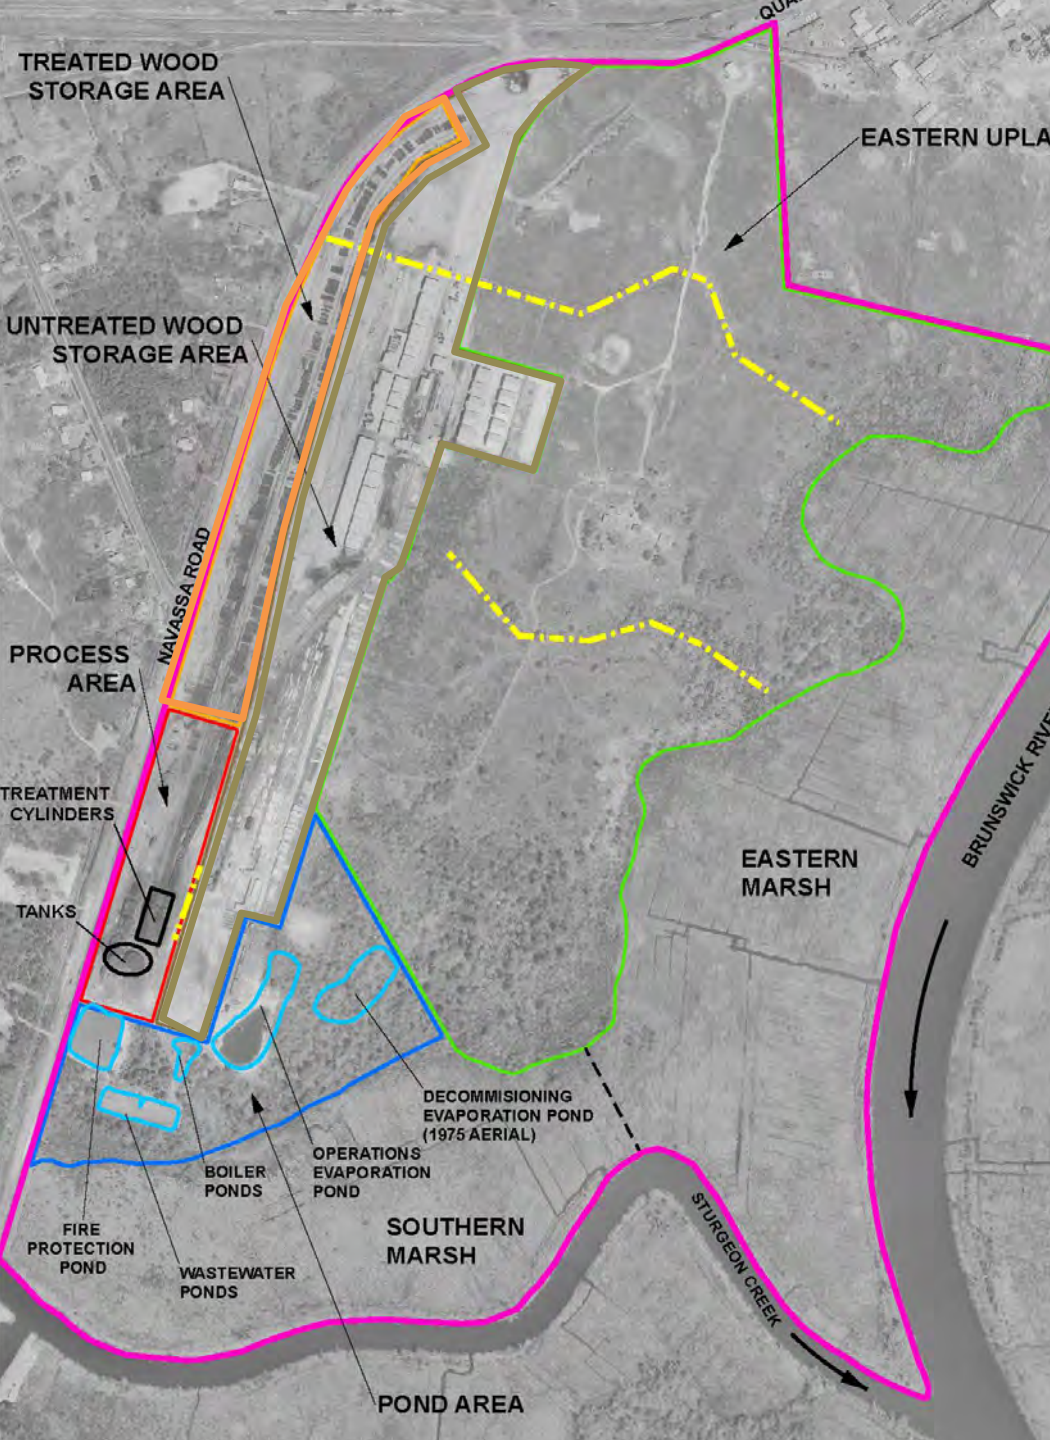 QUA
TREATED WOOD
STORAGE AREA
EASTERN UPLA
UNTREATED WOOD
STORAGE AREA
NAVASSA ROAD
PROCESS
AREA
TREATMENT
CYLINDERS
TANKS
BRUNSWICK RIVE
EASTERN
MARSH
DECOMMISIONING
EVAPORATION POND
(1975 AERIAL)
OPERATIONS
EVAPORATION
POND
BOILER
PONDS
FIRE
PROTECTION
POND
WASTEWATER
PONDS
SOUTHERN
MARSH
STURGEON CREEK
POND AREA